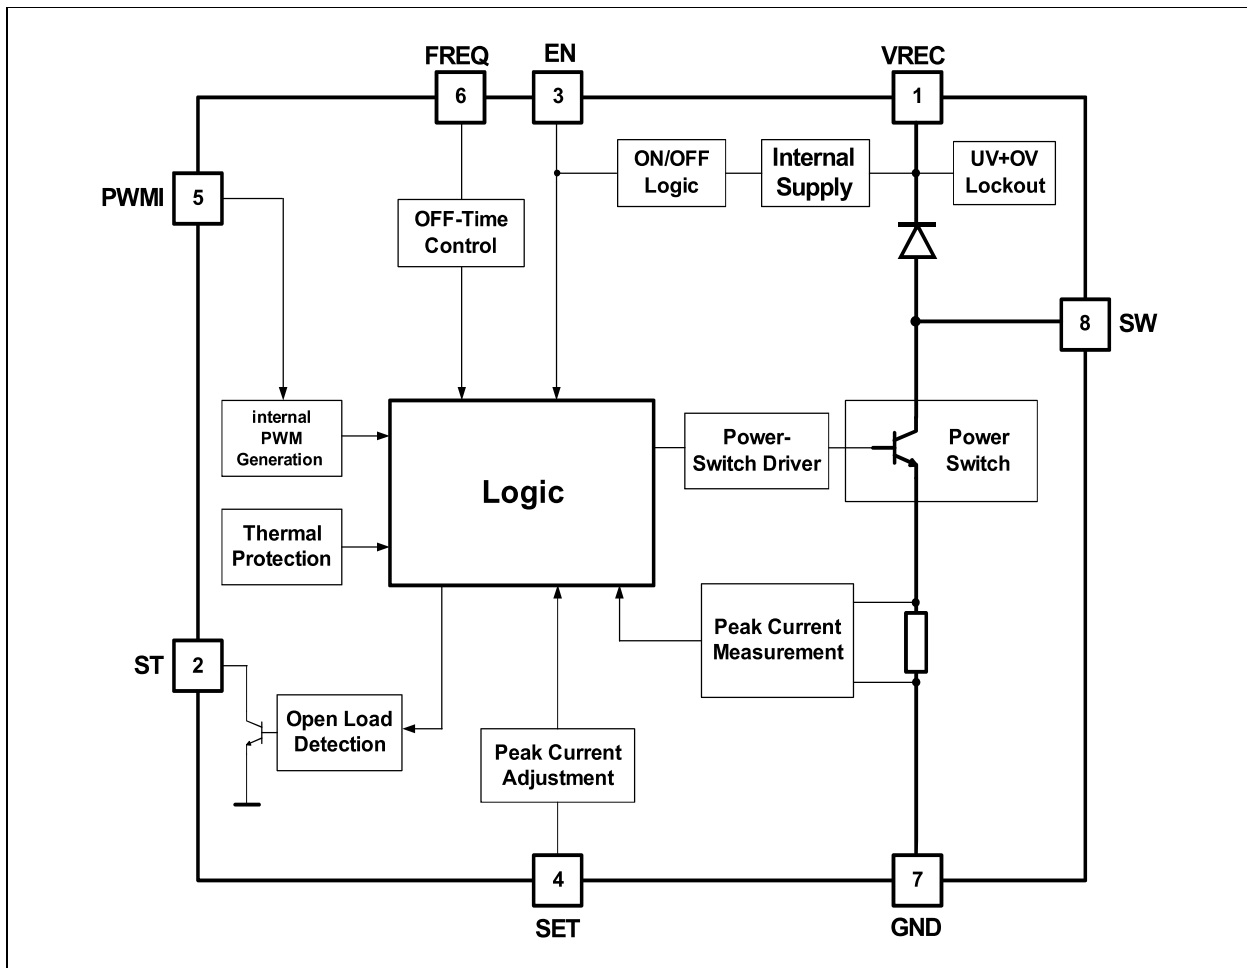 FREQ
EN
VREC
6
3
1
ON/OFF
Logic
Internal
Supply
UV+OV
Lockout
PWMI
5
OFF-Time
Control
8
SW
internal
PWM
Generation
Logic
Power-
Switch Driver
Power
Switch
Thermal
Protection
Peak Current
Measurement
ST
2
Open Load
Detection
Peak Current
Adjustment
4
7
SET
GND